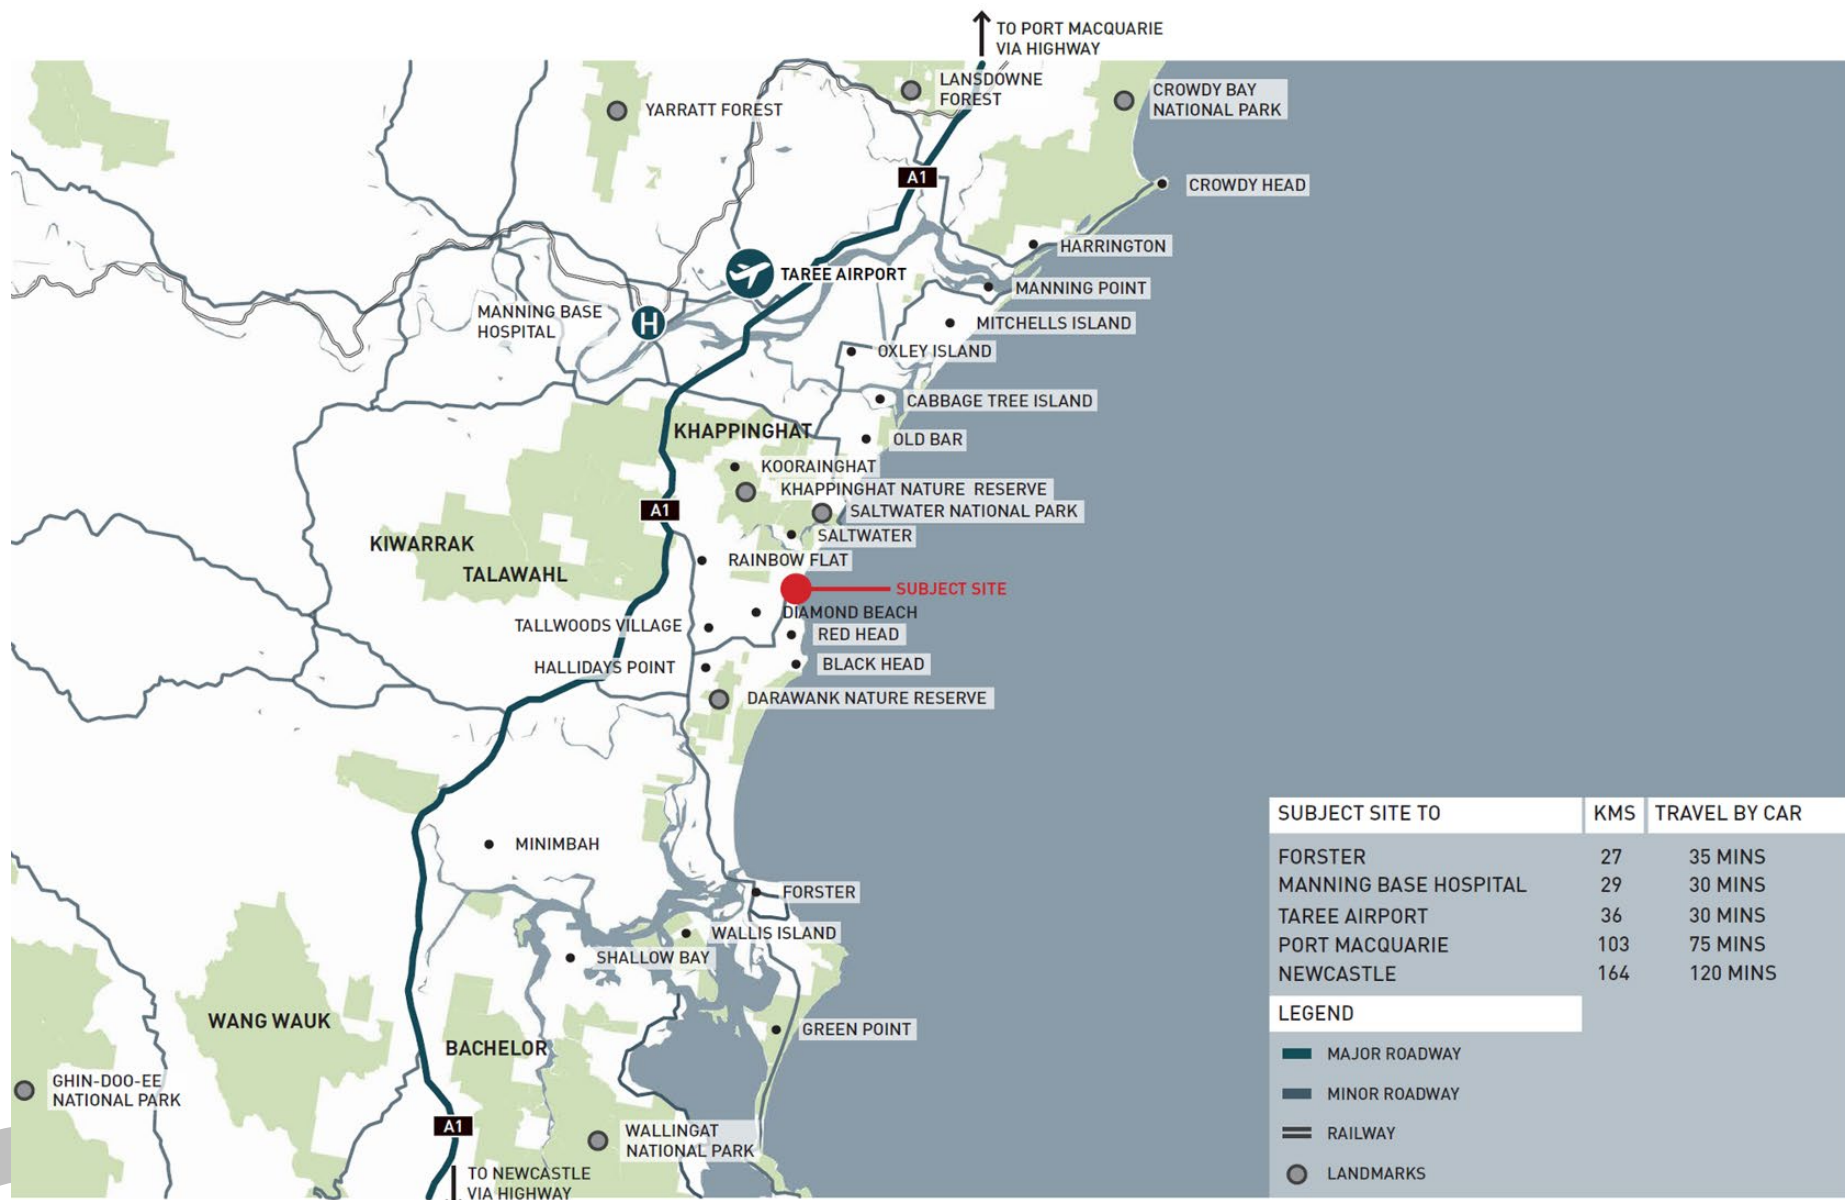 TO PORT MACQUARIE
VIA HIGHWAY
LANSDOWNE
FOREST
CROWDY BAY
NATIONAL PARK
YARRATT FOREST
A1
CROWDY HEAD
HARRINGTON
TAREE AIRPORT
MANNING POINT
MANNING BASE
HOSPITAL
H
MITCHELLS ISLAND
OXLEY ISLAND
CABBAGE TREE ISLAND
KHAPPINGHAT
OLD BAR
KOORAINGHAT
KHAPPINGHAT NATURE RESERVE
A1
SALTWATER NATIONAL PARK
SALTWATER
KIWARRAK
RAINBOW FLAT
TALAWAHL
SUBJECT SITE
DIAMOND BEACH
TALLWOODS VILLAGE
RED HEAD
HALLIDAYS POINT
BLACK HEAD
DARAWANK NATURE RESERVE
MINIMBAH
FORSTER
WALLIS ISLAND
SHALLOW BAY
WANG WAUK
GREEN POINT
BACHELOR
GHIN-DOO-EE
NATIONAL PARK
A1
WALLINGAT
NATIONAL PARK
TO NEWCASTLE
VIA HIGHWAY
SUBJECT SITE TO KMS TRAVEL BY CAR
FORSTER 27 35 MINS
MANNING BASE HOSPITAL 29 30 MINS
TAREE AIRPORT 36 30 MINS
PORT MACQUARIE 103 75 MINS
NEWCASTLE 164 120 MINS
LEGEND
MAJOR ROADWAY
MINOR ROADWAY
RAILWAY
LANDMARKS